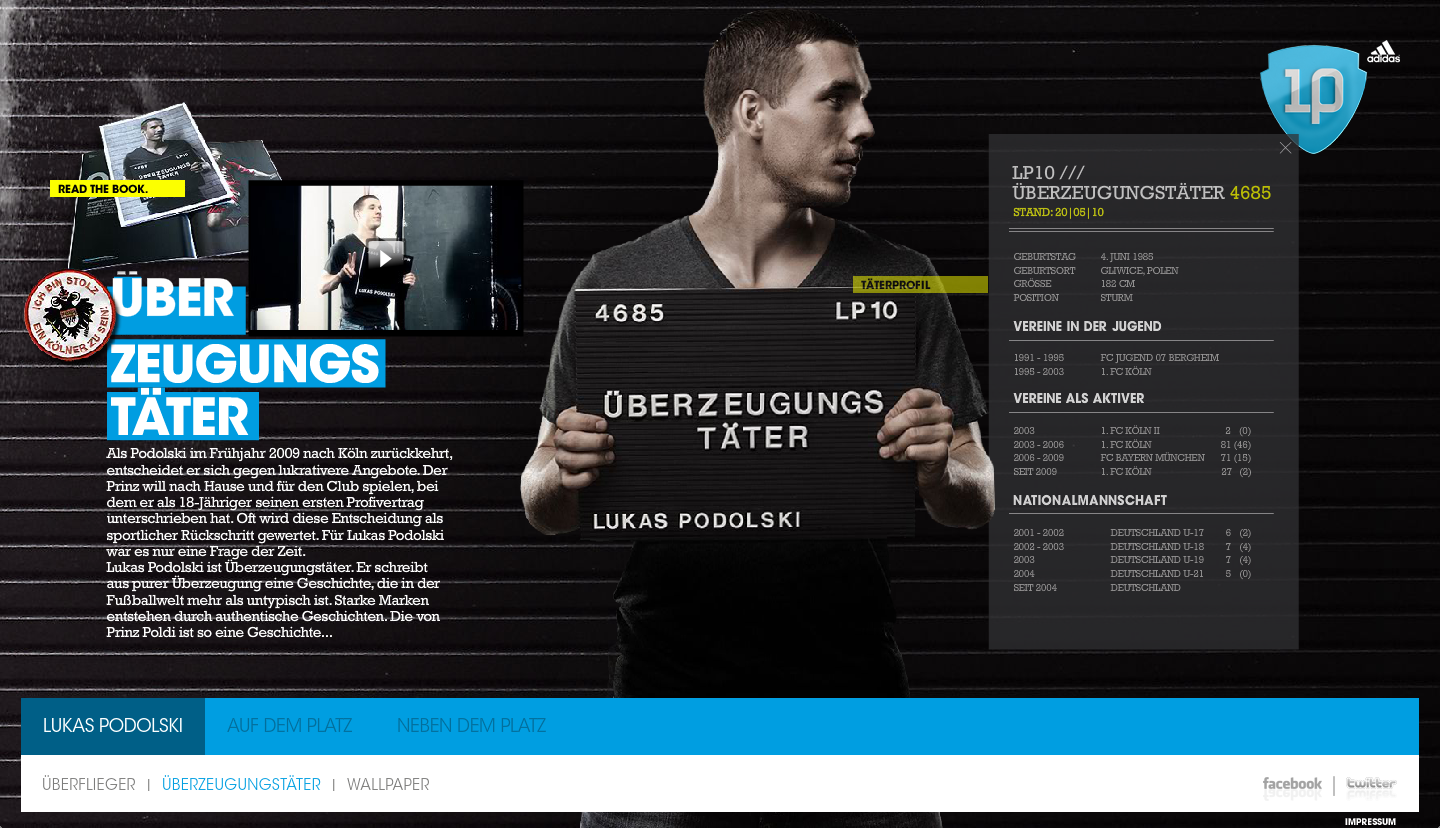 adidas
LP
LP10 ///
ÜBERZEUGUNGSTÄTER 4685
STAND: 20|05|10
GEBURTSTAG 4. JUNI 1985
GEBURTSORT GLIWICE, POLEN
GRÖSSE 182 CM
POSITION STURM
VEREINE IN DER JUGEND
1991 - 1995 FC JUGEND 07 BERGHEIM
1995 - 2003 1. FC KÖLN
VEREINE ALS AKTIVER
2003 1. FC KÖLN II 2 (0)
2003 - 2006 1. FC KÖLN 81 (46)
2006 - 2009 FC BAYERN MÜNCHEN 71 (15)
SEIT 2009 1. FC KÖLN 27 (2)
NATIONALMANNSCHAFT
2001 - 2002 DEUTSCHLAND U-17 6 (2)
2002 - 2003 DEUTSCHLAND U-18 7 (4)
2003 DEUTSCHLAND U-19 7 (4)
2004 DEUTSCHLAND U-21 5 (0)
SEIT 2004 DEUTSCHLAND
4685 LP10
ÜBERZEUGUNGS
TÄTER
READ THE BOOK.
LUKAS PODOLSKI
ICH BIN STOLZ
EIN KÖLNER ZU SEIN!
ÜBER
ZEUGUNGS
TÄTER
TÄTERPROFIL
4685 LP10
ÜBERZEUGUNGS
TÄTER
LUKAS PODOLSKI
Als Podolski im Frühjahr 2009 nach Köln zurückkehrt,
entscheidet er sich gegen lukrativere Angebote. Der
Prinz will nach Hause und für den Club spielen, bei
dem er als 18-Jähriger seinen ersten Profivertrag
unterschrieben hat. Oft wird diese Entscheidung als
sportlicher Rückschritt gewertet. Für Lukas Podolski
war es nur eine Frage der Zeit.
Lukas Podolski ist Überzeugungstäter. Er schreibt
aus purer Überzeugung eine Geschichte, die in der
Fußballwelt mehr als untypisch ist. Starke Marken
entstehen durch authentische Geschichten. Die von
Prinz Poldi ist so eine Geschichte...
LUKAS PODOLSKI AUF DEM PLATZ NEBEN DEM PLATZ
ÜBERFLIEGER | ÜBERZEUGUNGSTÄTER | WALLPAPER
facebook | twitter
IMPRESSUM